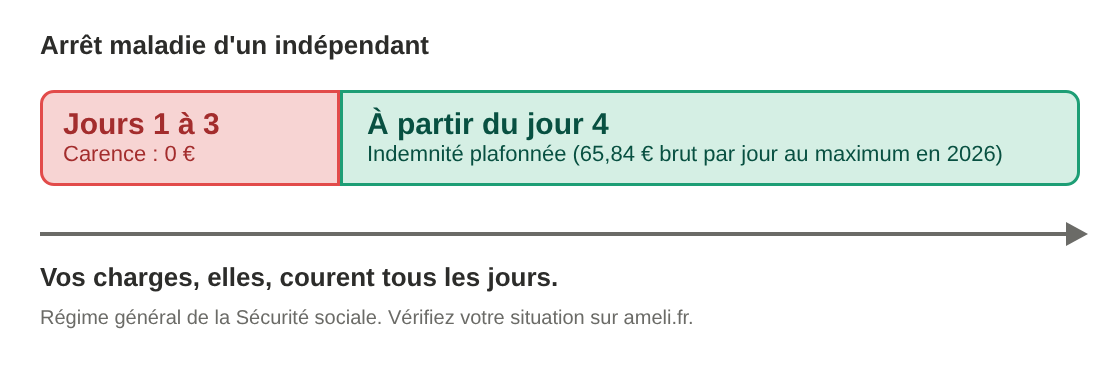 Arrêt maladie d'un indépendant
Jours 1 à 3
Carence : 0 €
À partir du jour 4
Indemnité plafonnée (65,84 € brut par jour au maximum en 2026)
Vos charges, elles, courent tous les jours.
Régime général de la Sécurité sociale. Vérifiez votre situation sur ameli.fr.